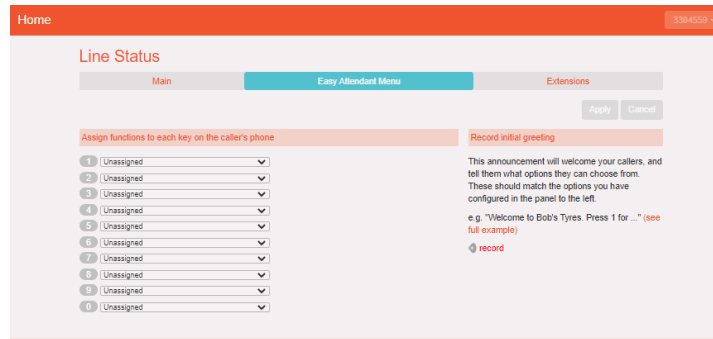 Home
3304559
Line Status
Main
Easy Attendant Menu
Extensions
Apply
Cancel
Assign functions to each key on the caller's phone
1 Unassigned
2 Unassigned
3 Unassigned
4 Unassigned
5 Unassigned
6 Unassigned
7 Unassigned
8 Unassigned
9 Unassigned
0 Unassigned
Record initial greeting
This announcement will welcome your callers, and
tell them what options they can choose from.
These should match the options you have
configured in the panel to the left.
e.g. "Welcome to Bob's Tyres. Press 1 for ..." (see
full example)
record